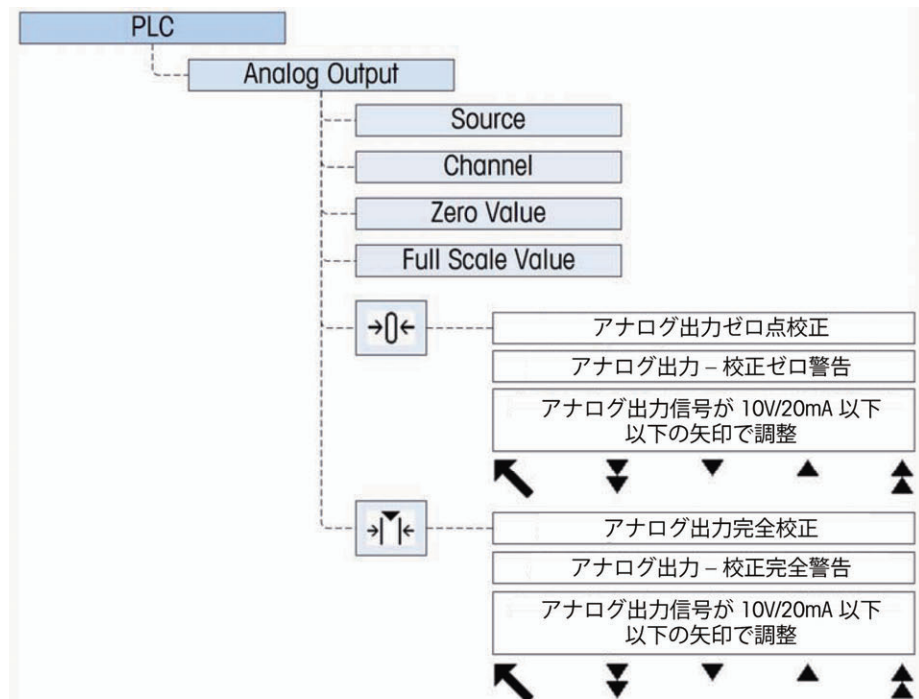 PLC
Analog Output
Source
Channel
Zero Value
Full Scale Value
アナログ出力ゼロ点校正
アナログ出力 – 校正ゼロ警告
アナログ出力信号が 10V/20mA 以下
以下の矢印で調整
アナログ出力完全校正
アナログ出力 – 校正完全警告
アナログ出力信号が 10V/20mA 以下
以下の矢印で調整